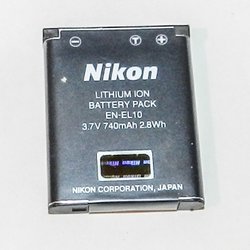 Nikon
LITHIUM ION
BATTERY PACK
EN-EL10
3.7V 740mAh 2.8Wh
NIKON CORPORATION, JAPAN